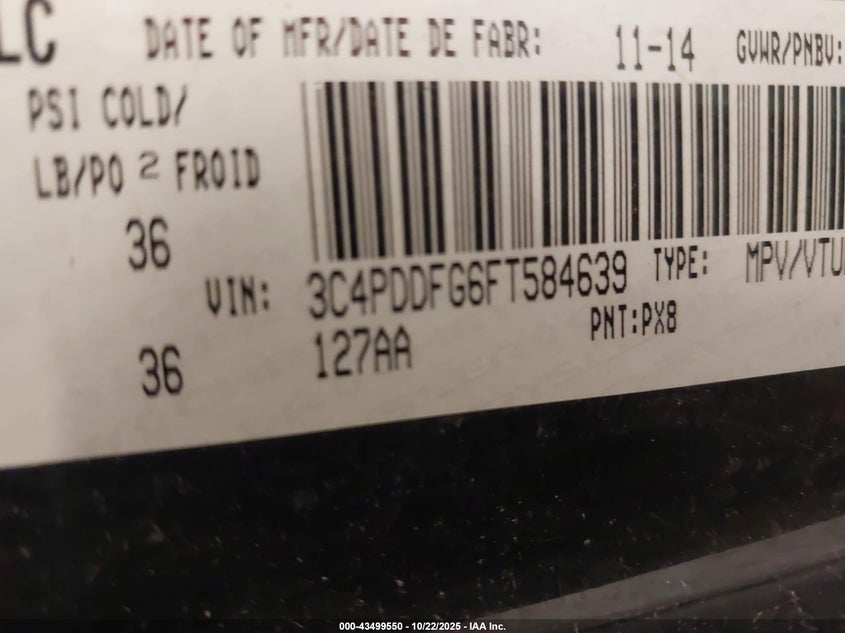 LC DATE OF MFR/DATE DE FABR: 11-14 GVWR/PNBV:
PSI COLD/
LB/PO 2 FROID
36
VIN: 3C4PDDFG6FT584639 TYPE: MPV/VTU
36 127AA PNT:PX8
000-43499550 - 10/22/2025 - IAA Inc.